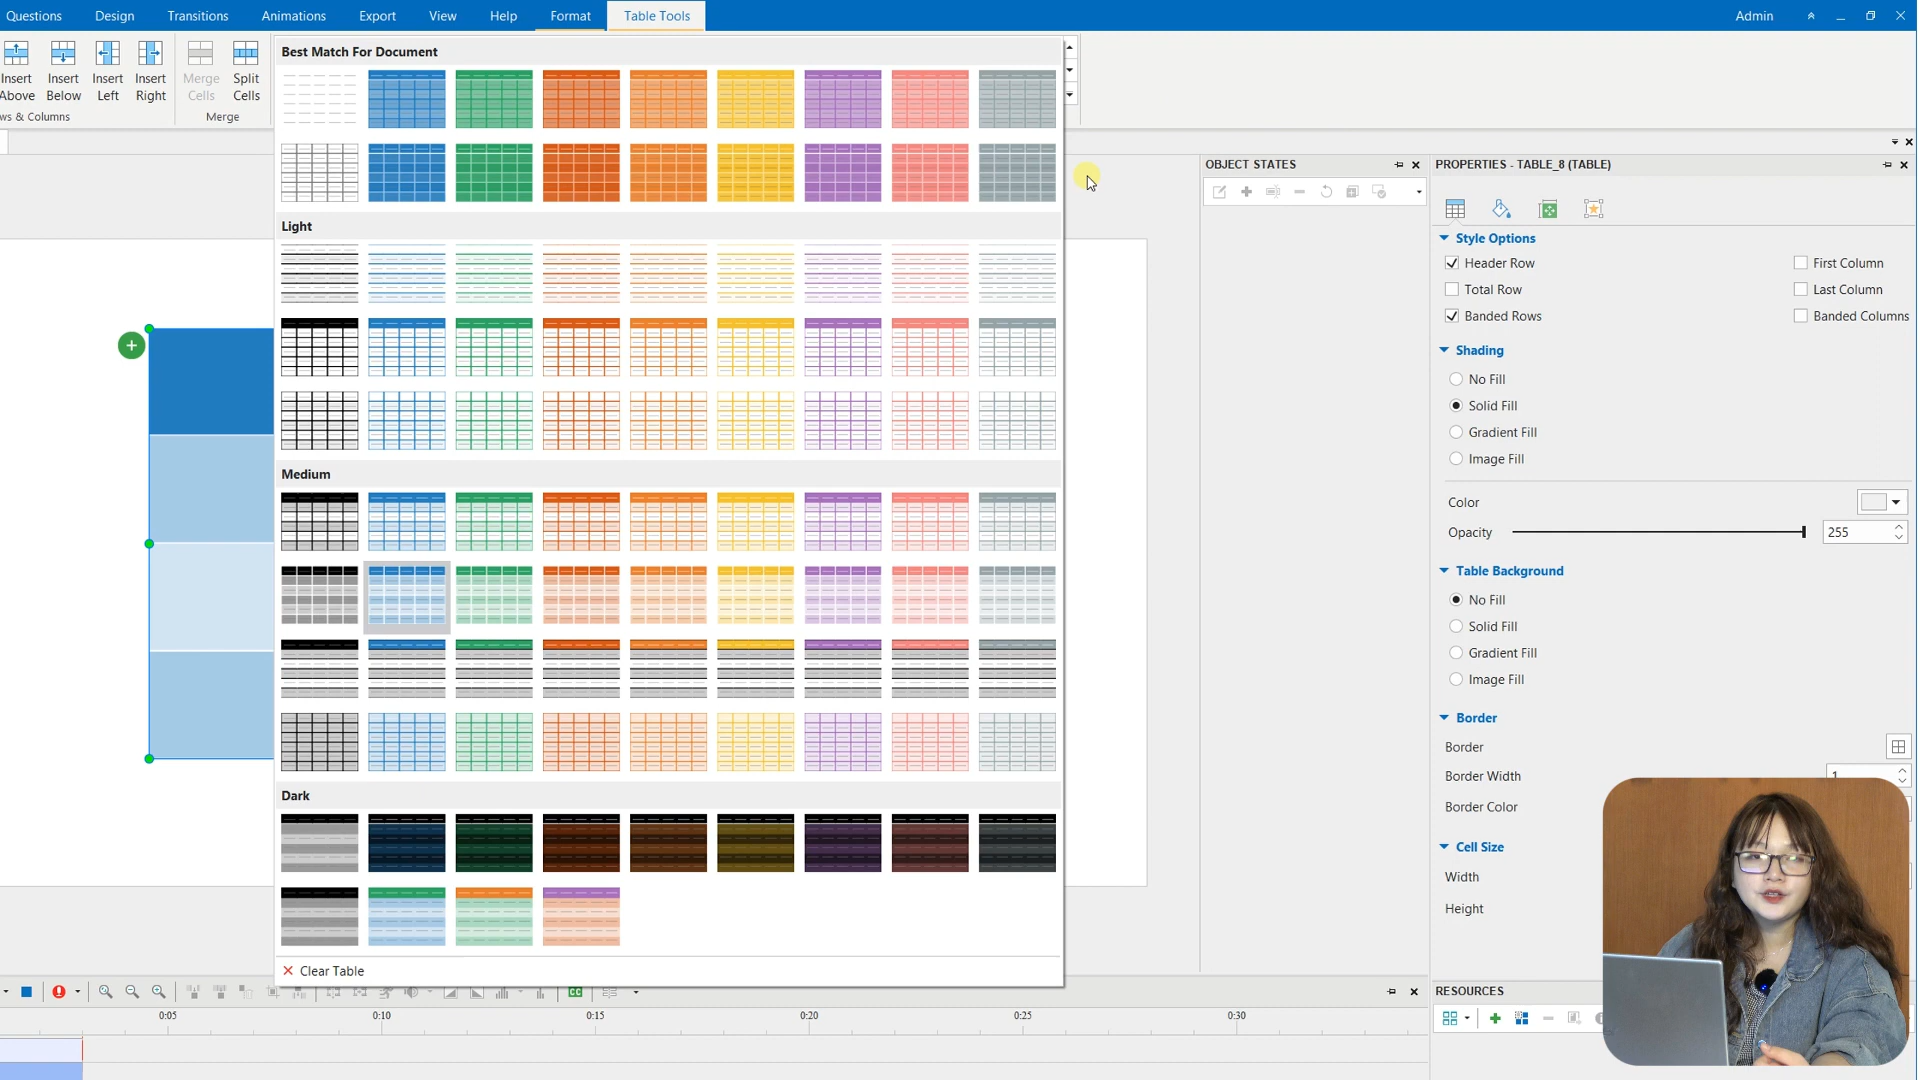 Questions Design Transitions Animations Export View Help Format Table Tools Admin
Insert Above
Insert Below
Insert Left
Insert Right
Merge Cells
Split Cells
ws & Columns
Merge
Best Match For Document
Light
Medium
Dark
Clear Table
OBJECT STATES
PROPERTIES - TABLE_8 (TABLE)
Style Options
Header Row
First Column
Total Row
Last Column
Banded Rows
Banded Columns
Shading
No Fill
Solid Fill
Gradient Fill
Image Fill
Color
Opacity 255
Table Background
No Fill
Solid Fill
Gradient Fill
Image Fill
Border
Border
Border Width 1
Border Color
Cell Size
Width
Height
CC
RESOURCES
0:05 0:10 0:15 0:20 0:25 0:30